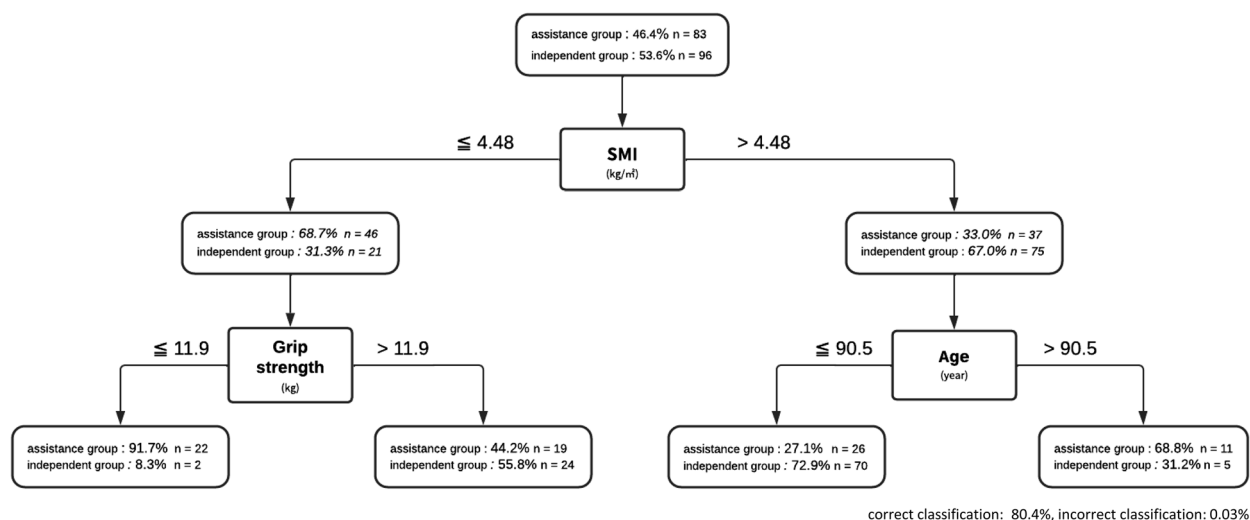 assistance group : 46.4% n = 83
independent group : 53.6% n = 96
≦ 4.48
> 4.48
SMI
(kg/㎡)
assistance group : 68.7% n = 46
independent group : 31.3% n = 21
assistance group : 33.0% n = 37
independent group : 67.0% n = 75
≦ 11.9
> 11.9
Grip
strength
(kg)
≦ 90.5
> 90.5
Age
(year)
assistance group : 91.7% n = 22
independent group : 8.3% n = 2
assistance group : 44.2% n = 19
independent group : 55.8% n = 24
assistance group : 27.1% n = 26
independent group : 72.9% n = 70
assistance group : 68.8% n = 11
independent group : 31.2% n = 5
correct classification: 80.4%, incorrect classification: 0.03%